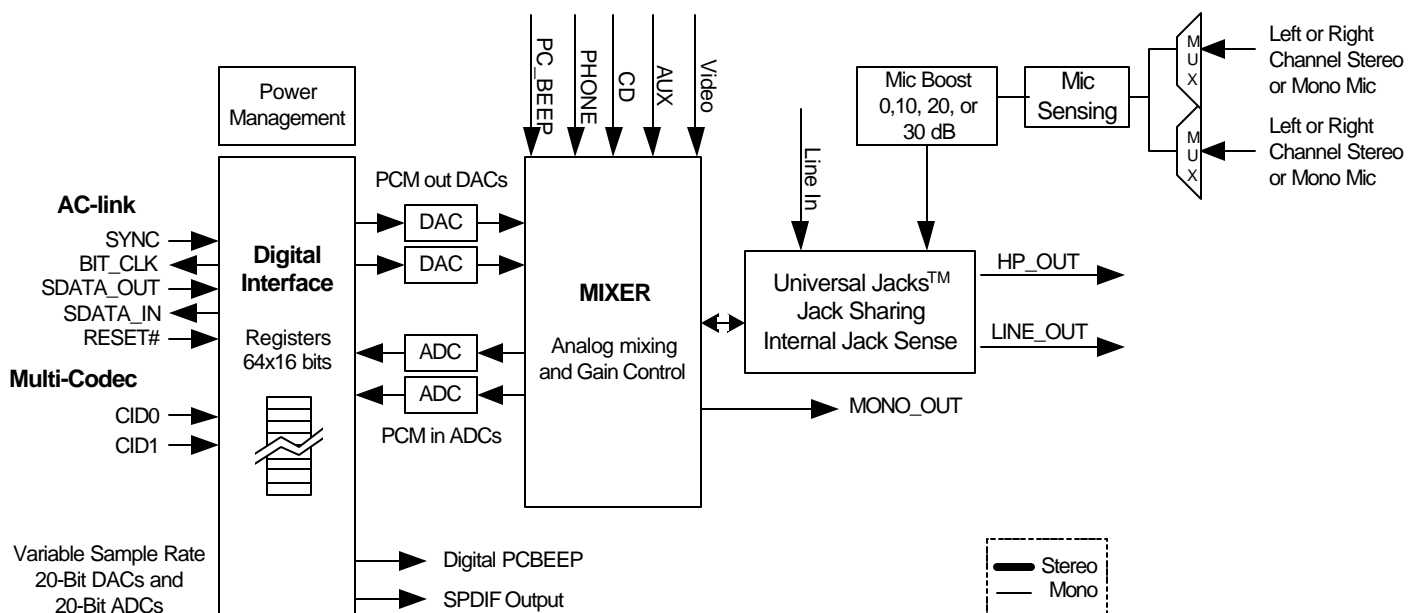 PC_BEEP
PHONE
CD
AUX
Video
Power
Management
Mic Boost
0,10, 20, or
30 dB
Mic
Sensing
MUX
Left or Right
Channel Stereo
or Mono Mic
MUX
Left or Right
Channel Stereo
or Mono Mic
Line In
AC-link
SYNC
BIT_CLK
SDATA_OUT
SDATA_IN
RESET#
Multi-Codec
CID0
CID1
Variable Sample Rate
20-Bit DACs and
20-Bit ADCs
Digital
Interface
Registers
64x16 bits
PCM out DACs
DAC
DAC
ADC
ADC
PCM in ADCs
MIXER
Analog mixing
and Gain Control
Universal Jacks™
Jack Sharing
Internal Jack Sense
HP_OUT
LINE_OUT
MONO_OUT
Digital PCBEEP
SPDIF Output
Stereo
Mono